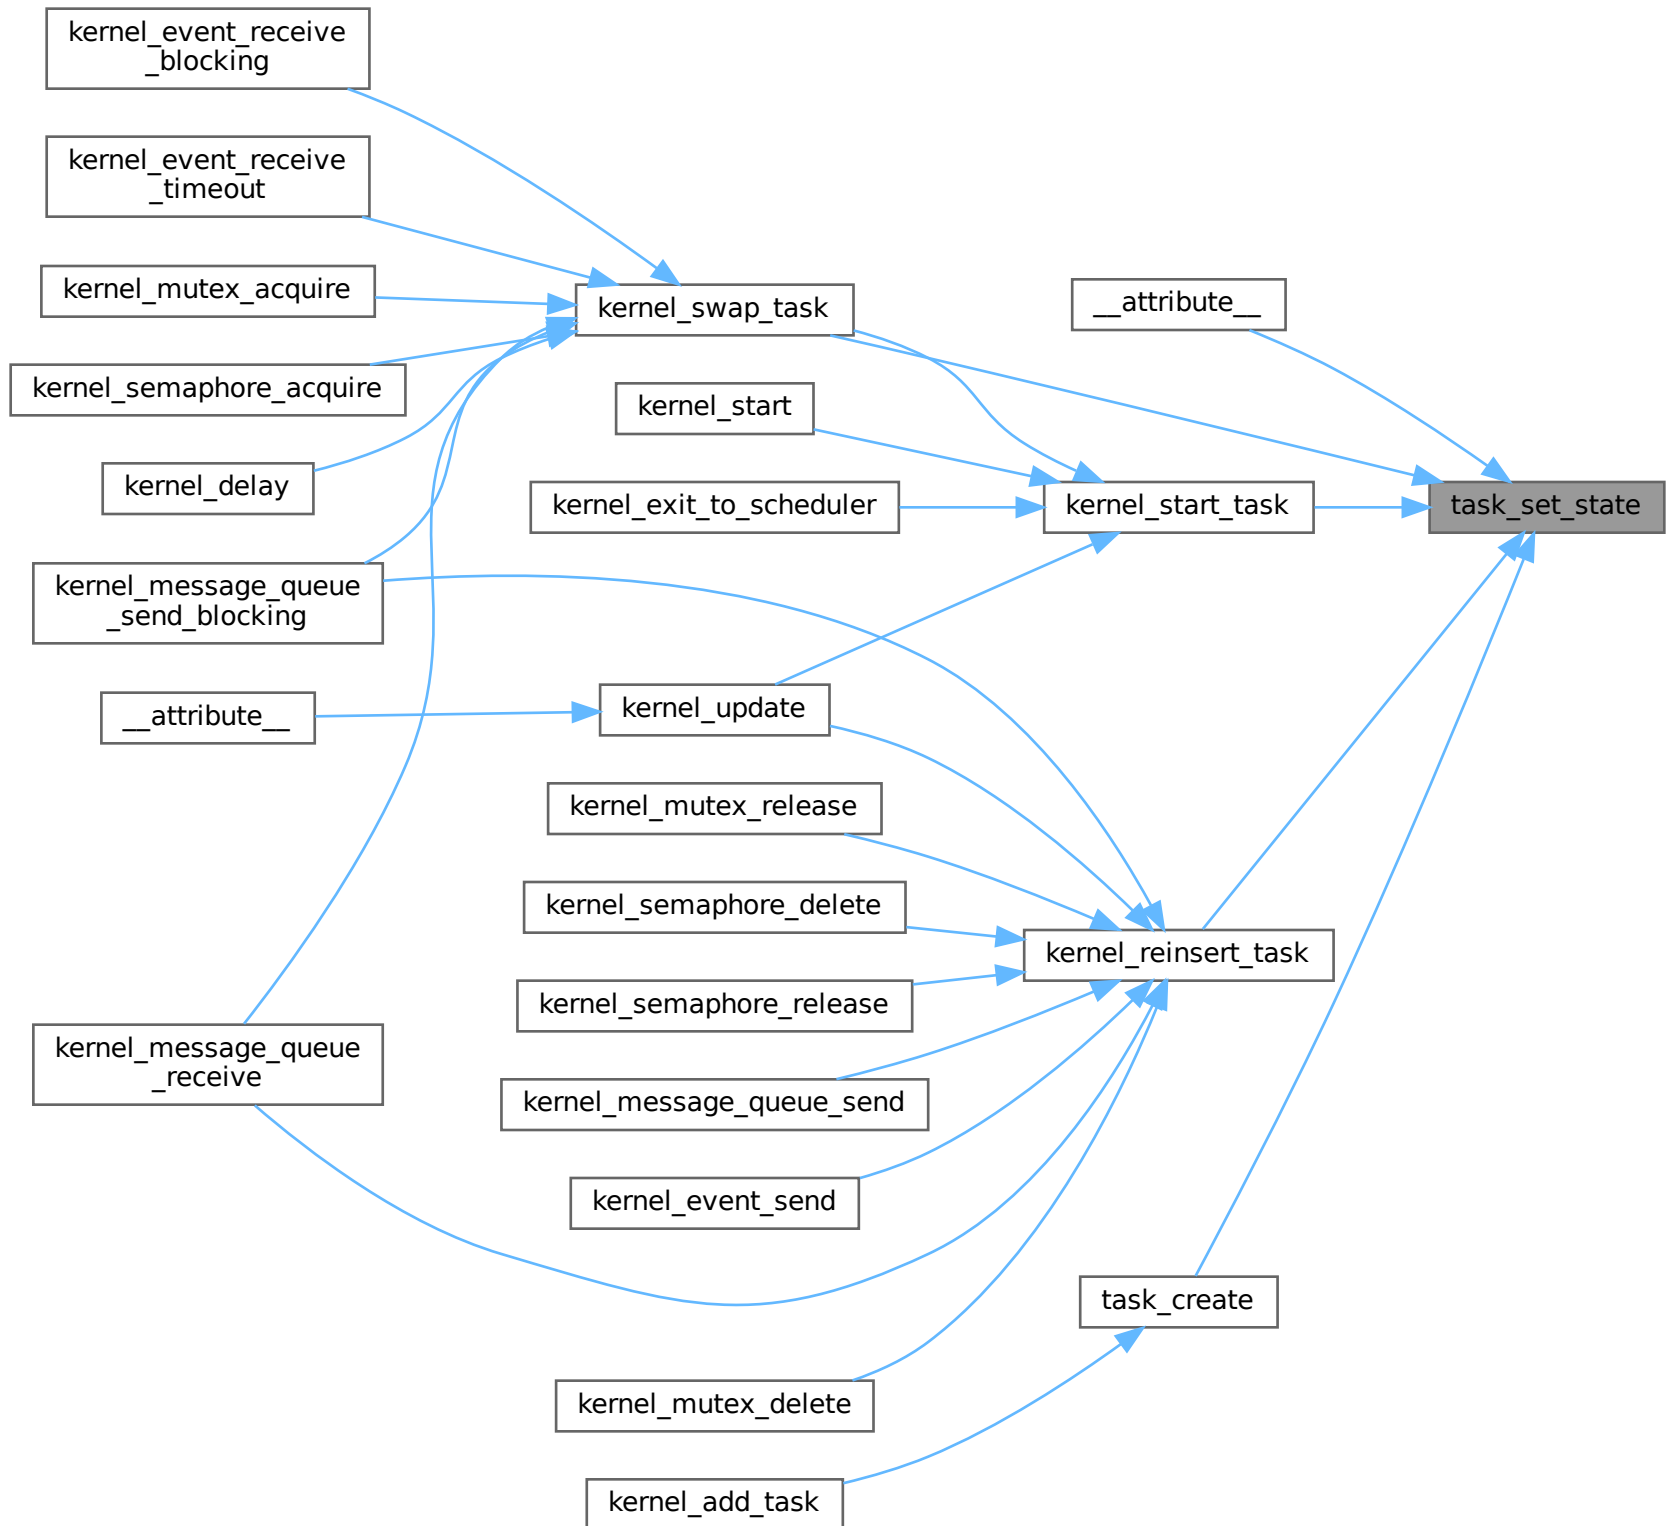 kernel_event_receive
_blocking
kernel_event_receive
_timeout
kernel_mutex_acquire
kernel_semaphore_acquire
kernel_delay
kernel_message_queue
_send_blocking
__attribute__
kernel_message_queue
_receive
kernel_swap_task
kernel_start
kernel_exit_to_scheduler
kernel_update
kernel_mutex_release
kernel_semaphore_delete
kernel_semaphore_release
kernel_message_queue_send
kernel_event_send
kernel_mutex_delete
kernel_add_task
__attribute__
kernel_start_task
kernel_reinsert_task
task_create
task_set_state